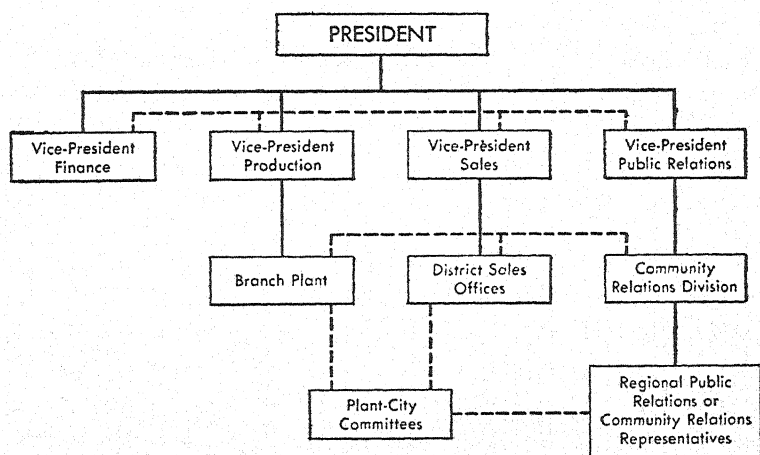 PRESIDENT
Vice-President
Finance
Vice-President
Production
Vice-President
Sales
Vice-President
Public Relations
Branch Plant
District Sales
Offices
Community
Relations Division
Plant-City
Committees
Regional Public
Relations or
Community Relations
Representatives